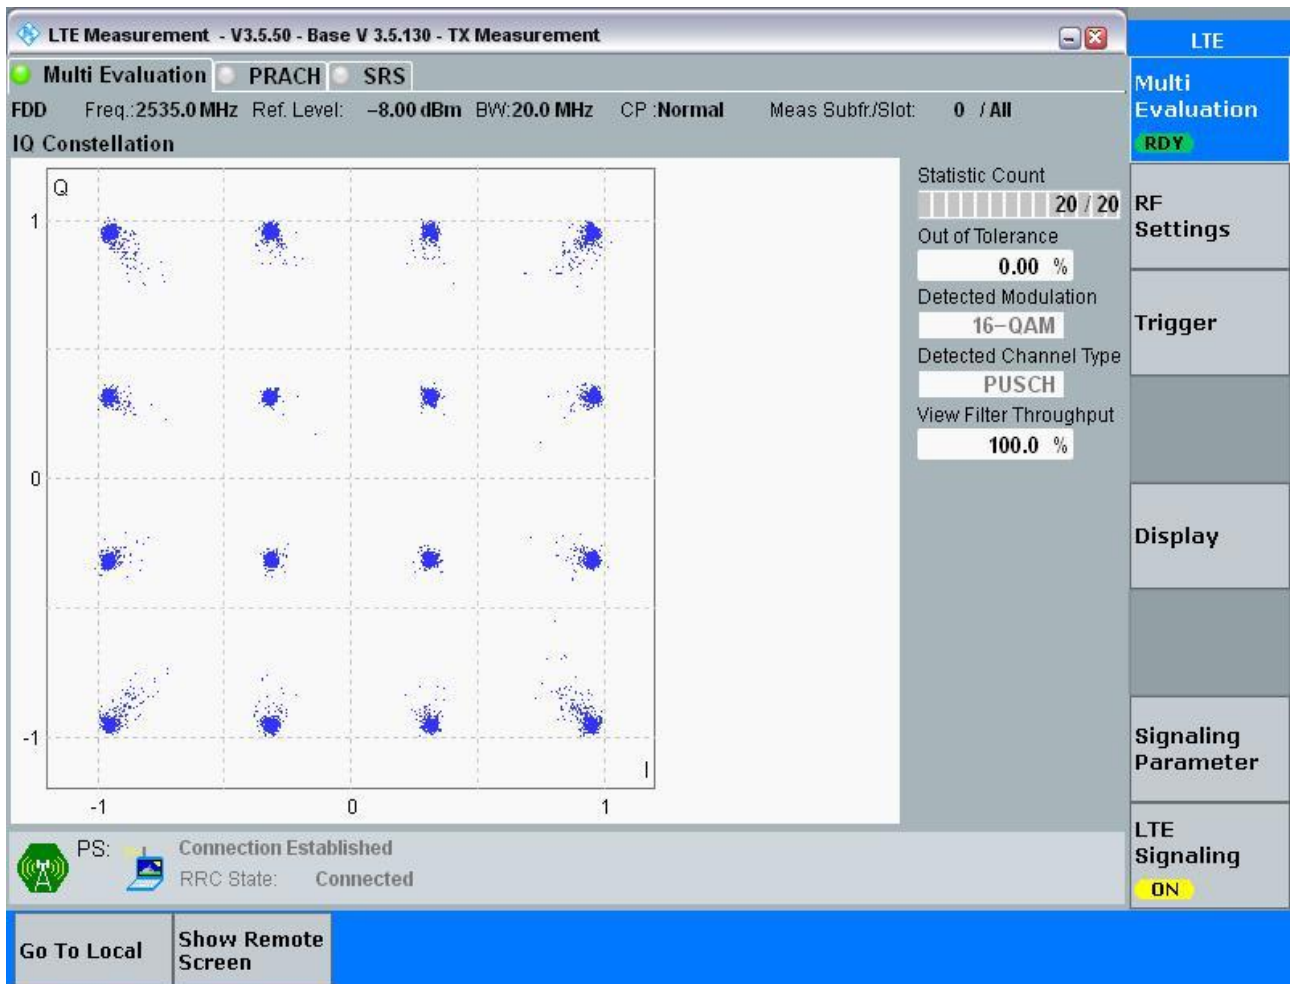 LTE Measurement - V3.5.50 - Base V 3.5.130 - TX Measurement
LTE
Multi Evaluation PRACH SRS
FDD Freq.:2535.0 MHz Ref. Level: −8.00 dBm BW:20.0 MHz CP :Normal Meas Subfr./Slot: 0 / All
IQ Constellation
Q
1
0
-1
-1 0 1
I
Statistic Count
20 / 20
Out of Tolerance
0.00 %
Detected Modulation
16−QAM
Detected Channel Type
PUSCH
View Filter Throughput
100.0 %
Multi
Evaluation
RDY
RF
Settings
Trigger
Display
Signaling
Parameter
LTE
Signaling
ON
PS: Connection Established
RRC State: Connected
Go To Local
Show Remote
Screen